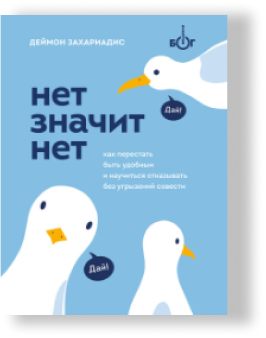 ДЕЙМОН ЗАХАРИАДИС
БОГ
нет
значит
нет
как перестать
быть удобным
и научиться отказывать
без угрызений совести
Дай!
Дай!